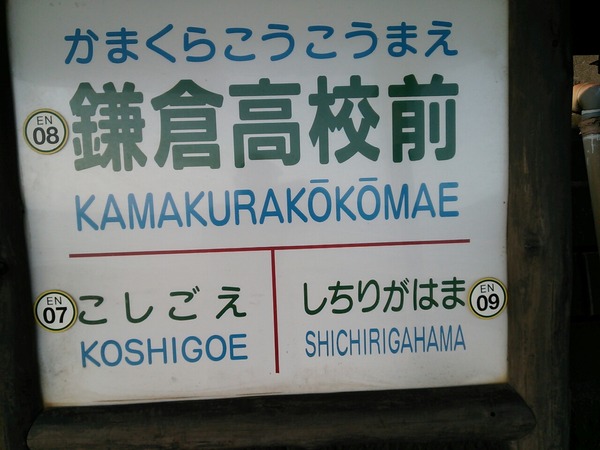 かまくらこうこうまえ
EN
08
鎌倉高校前
KAMAKURAKŌKŌMAE
EN
07
こしごえ
KOSHIGOE
しちりがはま
EN
09
SHICHIRIGAHAMA